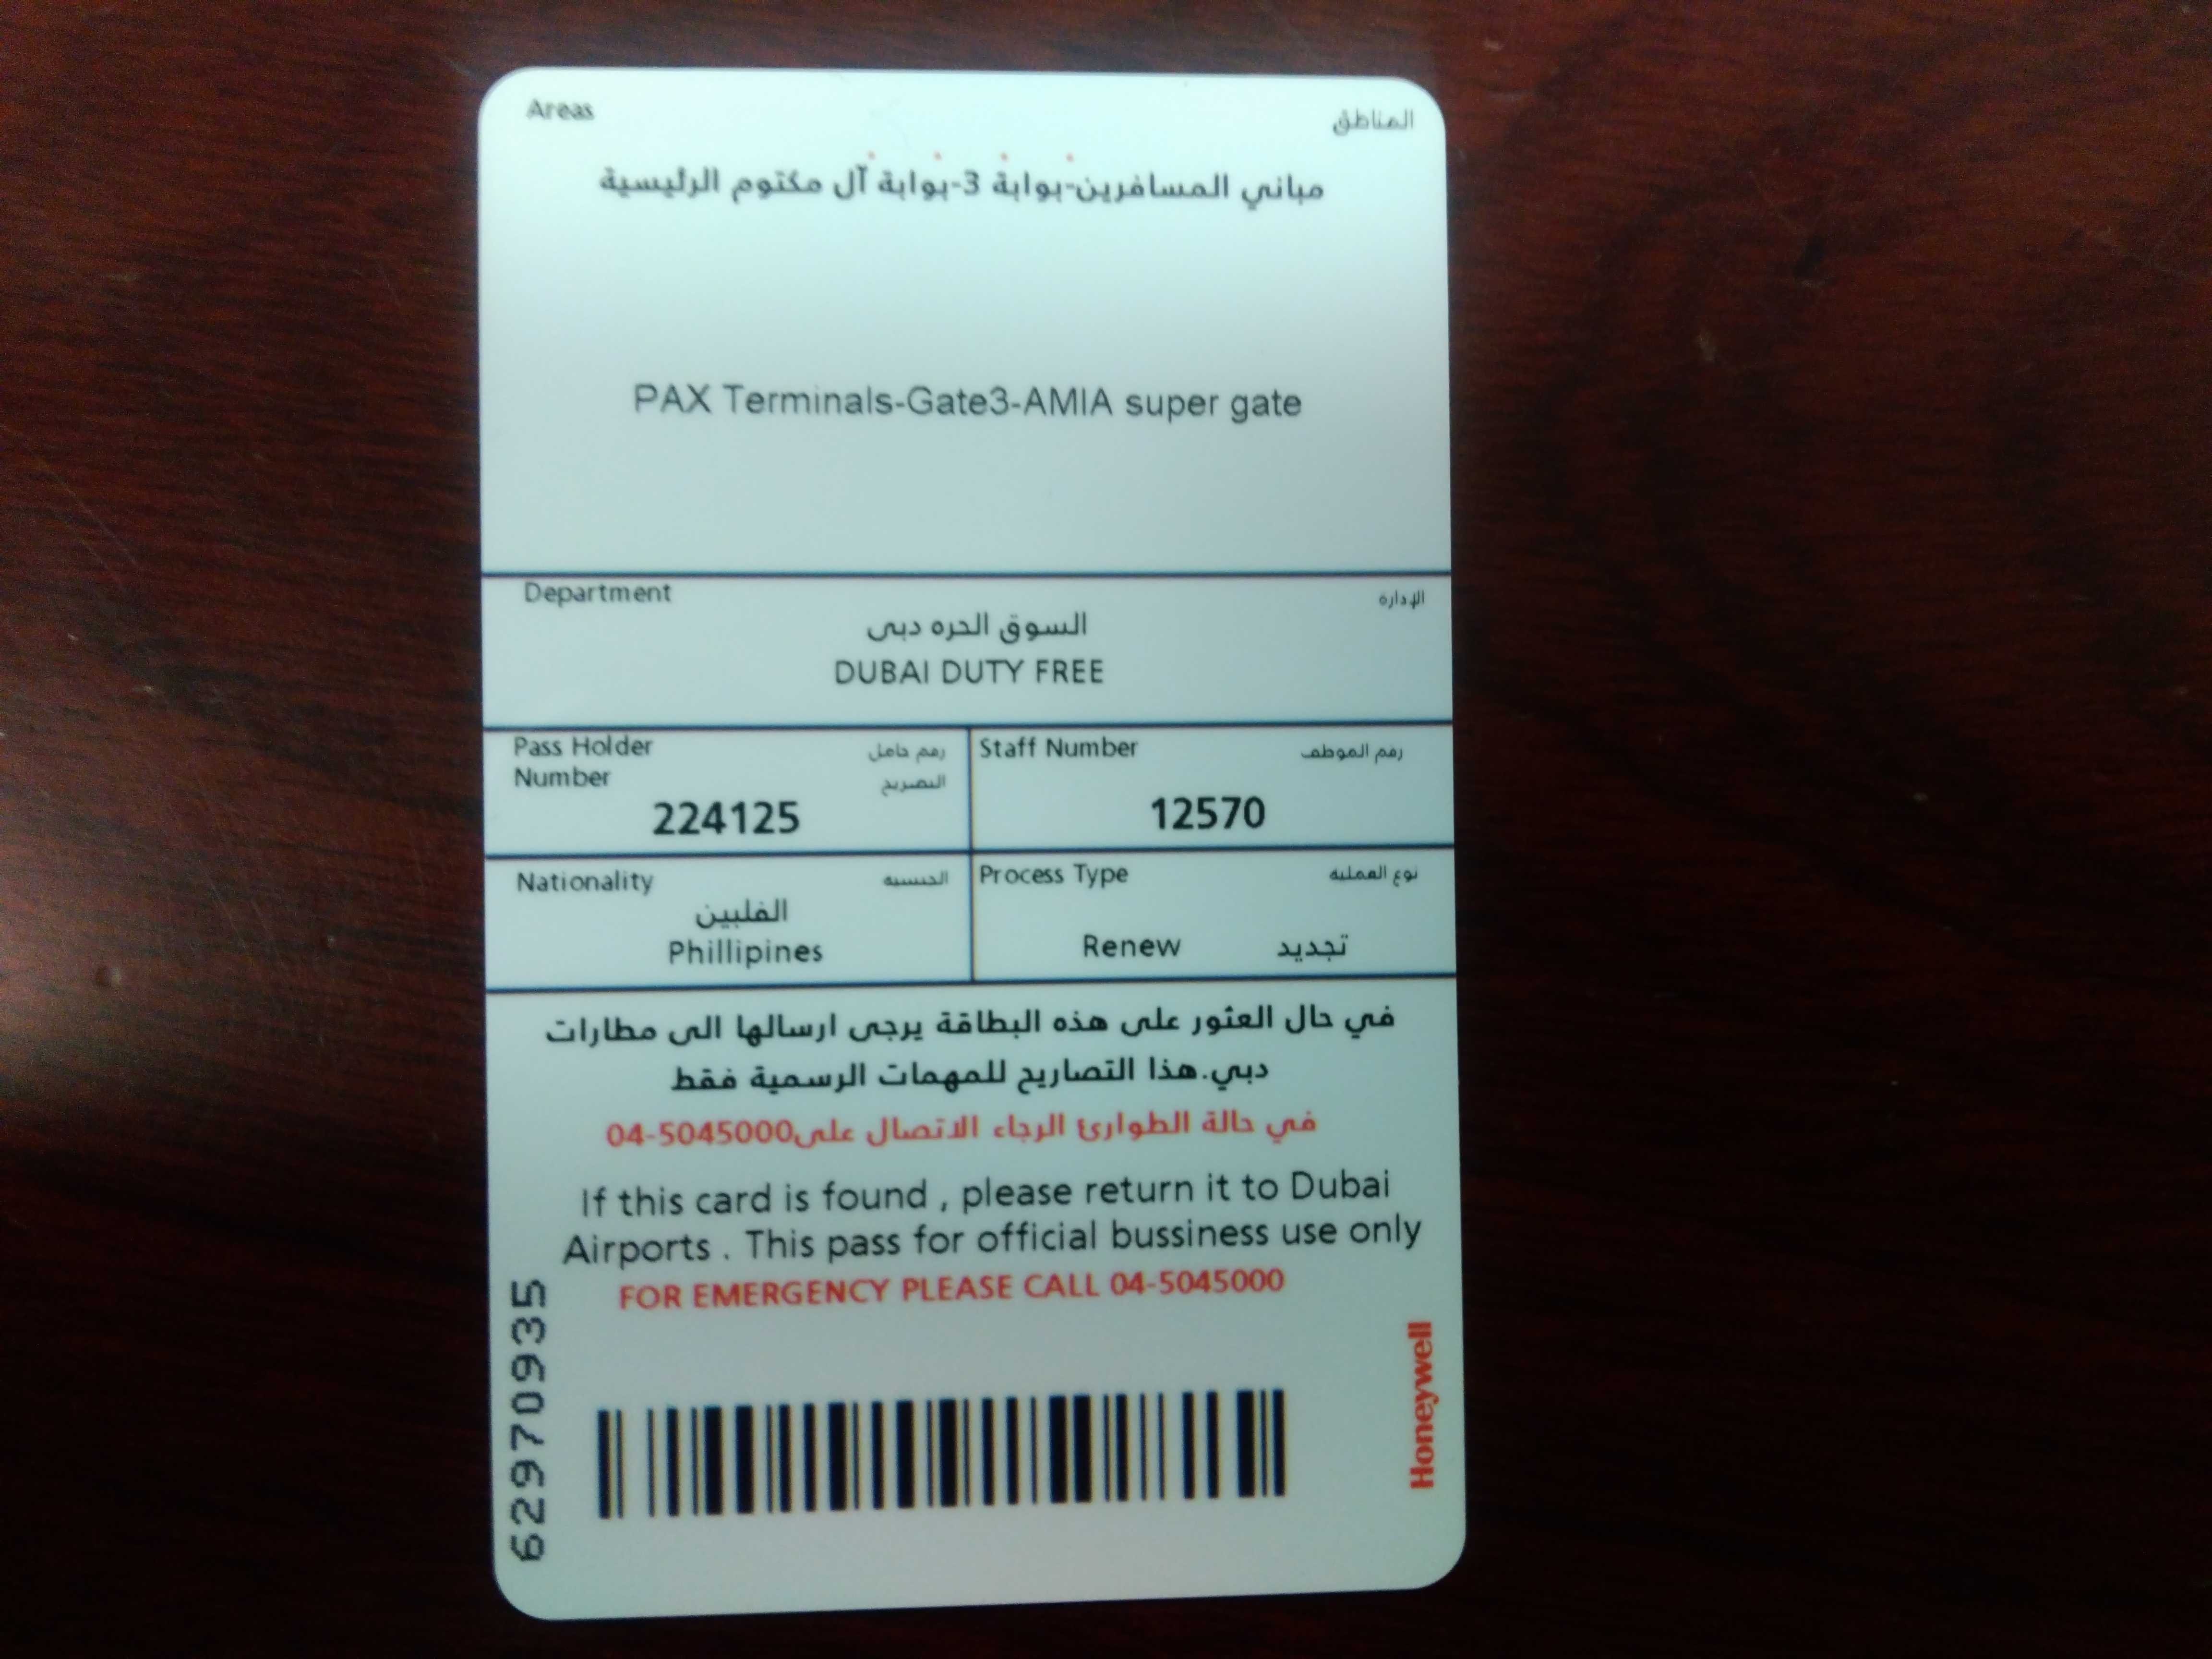 Areas المناطق
مباني المسافرين-بوابة 3-بوابة آل مكتوم الرئيسية
PAX Terminals-Gate3-AMIA super gate
Department الإدارة
السوق الحره دبى
DUBAI DUTY FREE
Pass Holder رقم حامل
Number التصريح
224125
Staff Number رقم الموظف
12570
Nationality الجنسية
الفلبين
Phillipines
Process Type نوع العملية
Renew تجديد
في حال العثور على هذه البطاقة يرجى ارسالها الى مطارات
دبي.هذا التصاريح للمهمات الرسمية فقط
في حالة الطوارئ الرجاء الاتصال على04-5045000
If this card is found , please return it to Dubai
Airports . This pass for official bussiness use only
FOR EMERGENCY PLEASE CALL 04-5045000
62970935
Honeywell